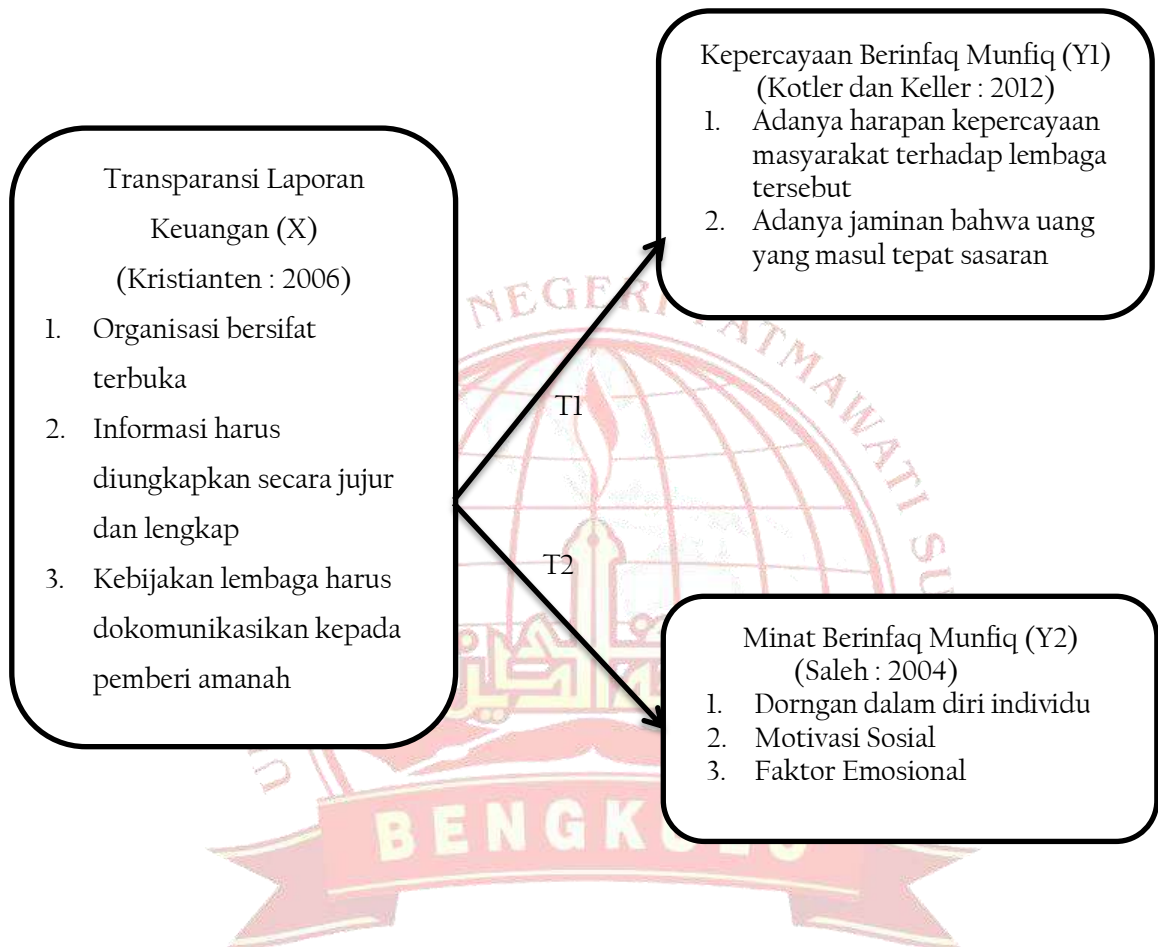 Transparansi Laporan
Keuangan (X)
(Kristianten : 2006)
1. Organisasi bersifat
terbuka
2. Informasi harus
diungkapkan secara jujur
dan lengkap
3. Kebijakan lembaga harus
dokomunikasikan kepada
pemberi amanah
Kepercayaan Berinfaq Munfiq (Y1)
(Kotler dan Keller : 2012)
1. Adanya harapan kepercayaan
masyarakat terhadap lembaga
tersebut
2. Adanya jaminan bahwa uang
yang masul tepat sasaran
T1
T2
Minat Berinfaq Munfiq (Y2)
(Saleh : 2004)
1. Dorngan dalam diri individu
2. Motivasi Sosial
3. Faktor Emosional
NEGERI